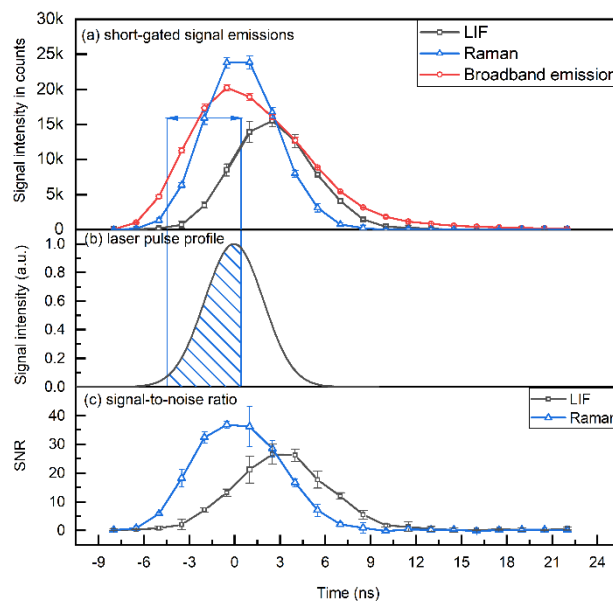 (a) short-gated signal emissions
LIF
Raman
Broadband emission
Signal intensity in counts
30k
25k
20k
15k
10k
5k
0
(b) laser pulse profile
Signal intensity (a.u.)
1.0
0.8
0.6
0.4
0.2
0.0
(c) signal-to-noise ratio
LIF
Raman
SNR
40
30
20
10
0
-9 -6 -3 0 3 6 9 12 15 18 21 24
Time (ns)